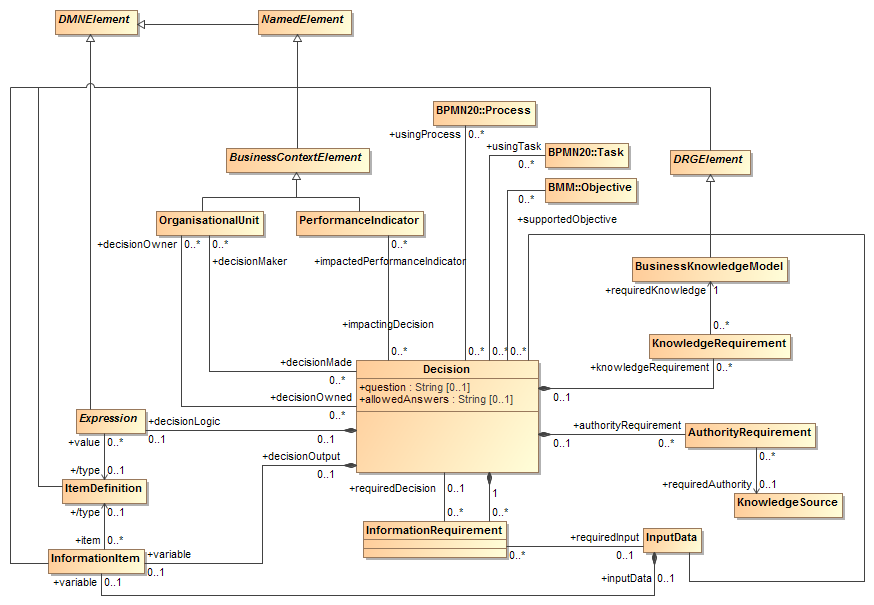 DMNElement
NamedElement
BPMN20::Process
+usingProcess
0..*
+usingTask
BPMN20::Task
0..*
BusinessContextElement
DRGElement
BMM::Objective
0..*
+supportedObjective
OrganisationalUnit
PerformanceIndicator
+decisionOwner
0..*
0..*
0..*
+decisionMaker
+impactedPerformanceIndicator
BusinessKnowledgeModel
+requiredKnowledge
1
+impactingDecision
0..*
0..*
0..*
0..*
0..*
KnowledgeRequirement
+decisionMade
0..*
Decision
+knowledgeRequirement
0..*
+question : String [0..1]
+allowedAnswers : String [0..1]
0..1
+decisionOwned
0..*
Expression
+decisionLogic
0..1
0..1
+authorityRequirement
0..1
0..*
AuthorityRequirement
+value
0..*
+decisionOutput
0..1
0..*
+/type
0..1
+requiredAuthority
0..1
ItemDefinition
+requiredDecision
0..1
1
KnowledgeSource
+/type
0..1
0..*
0..*
InformationRequirement
+item
0..*
+requiredInput
InputData
InformationItem
+variable
0..*
0..1
0..1
+variable
0..1
+inputData
0..1